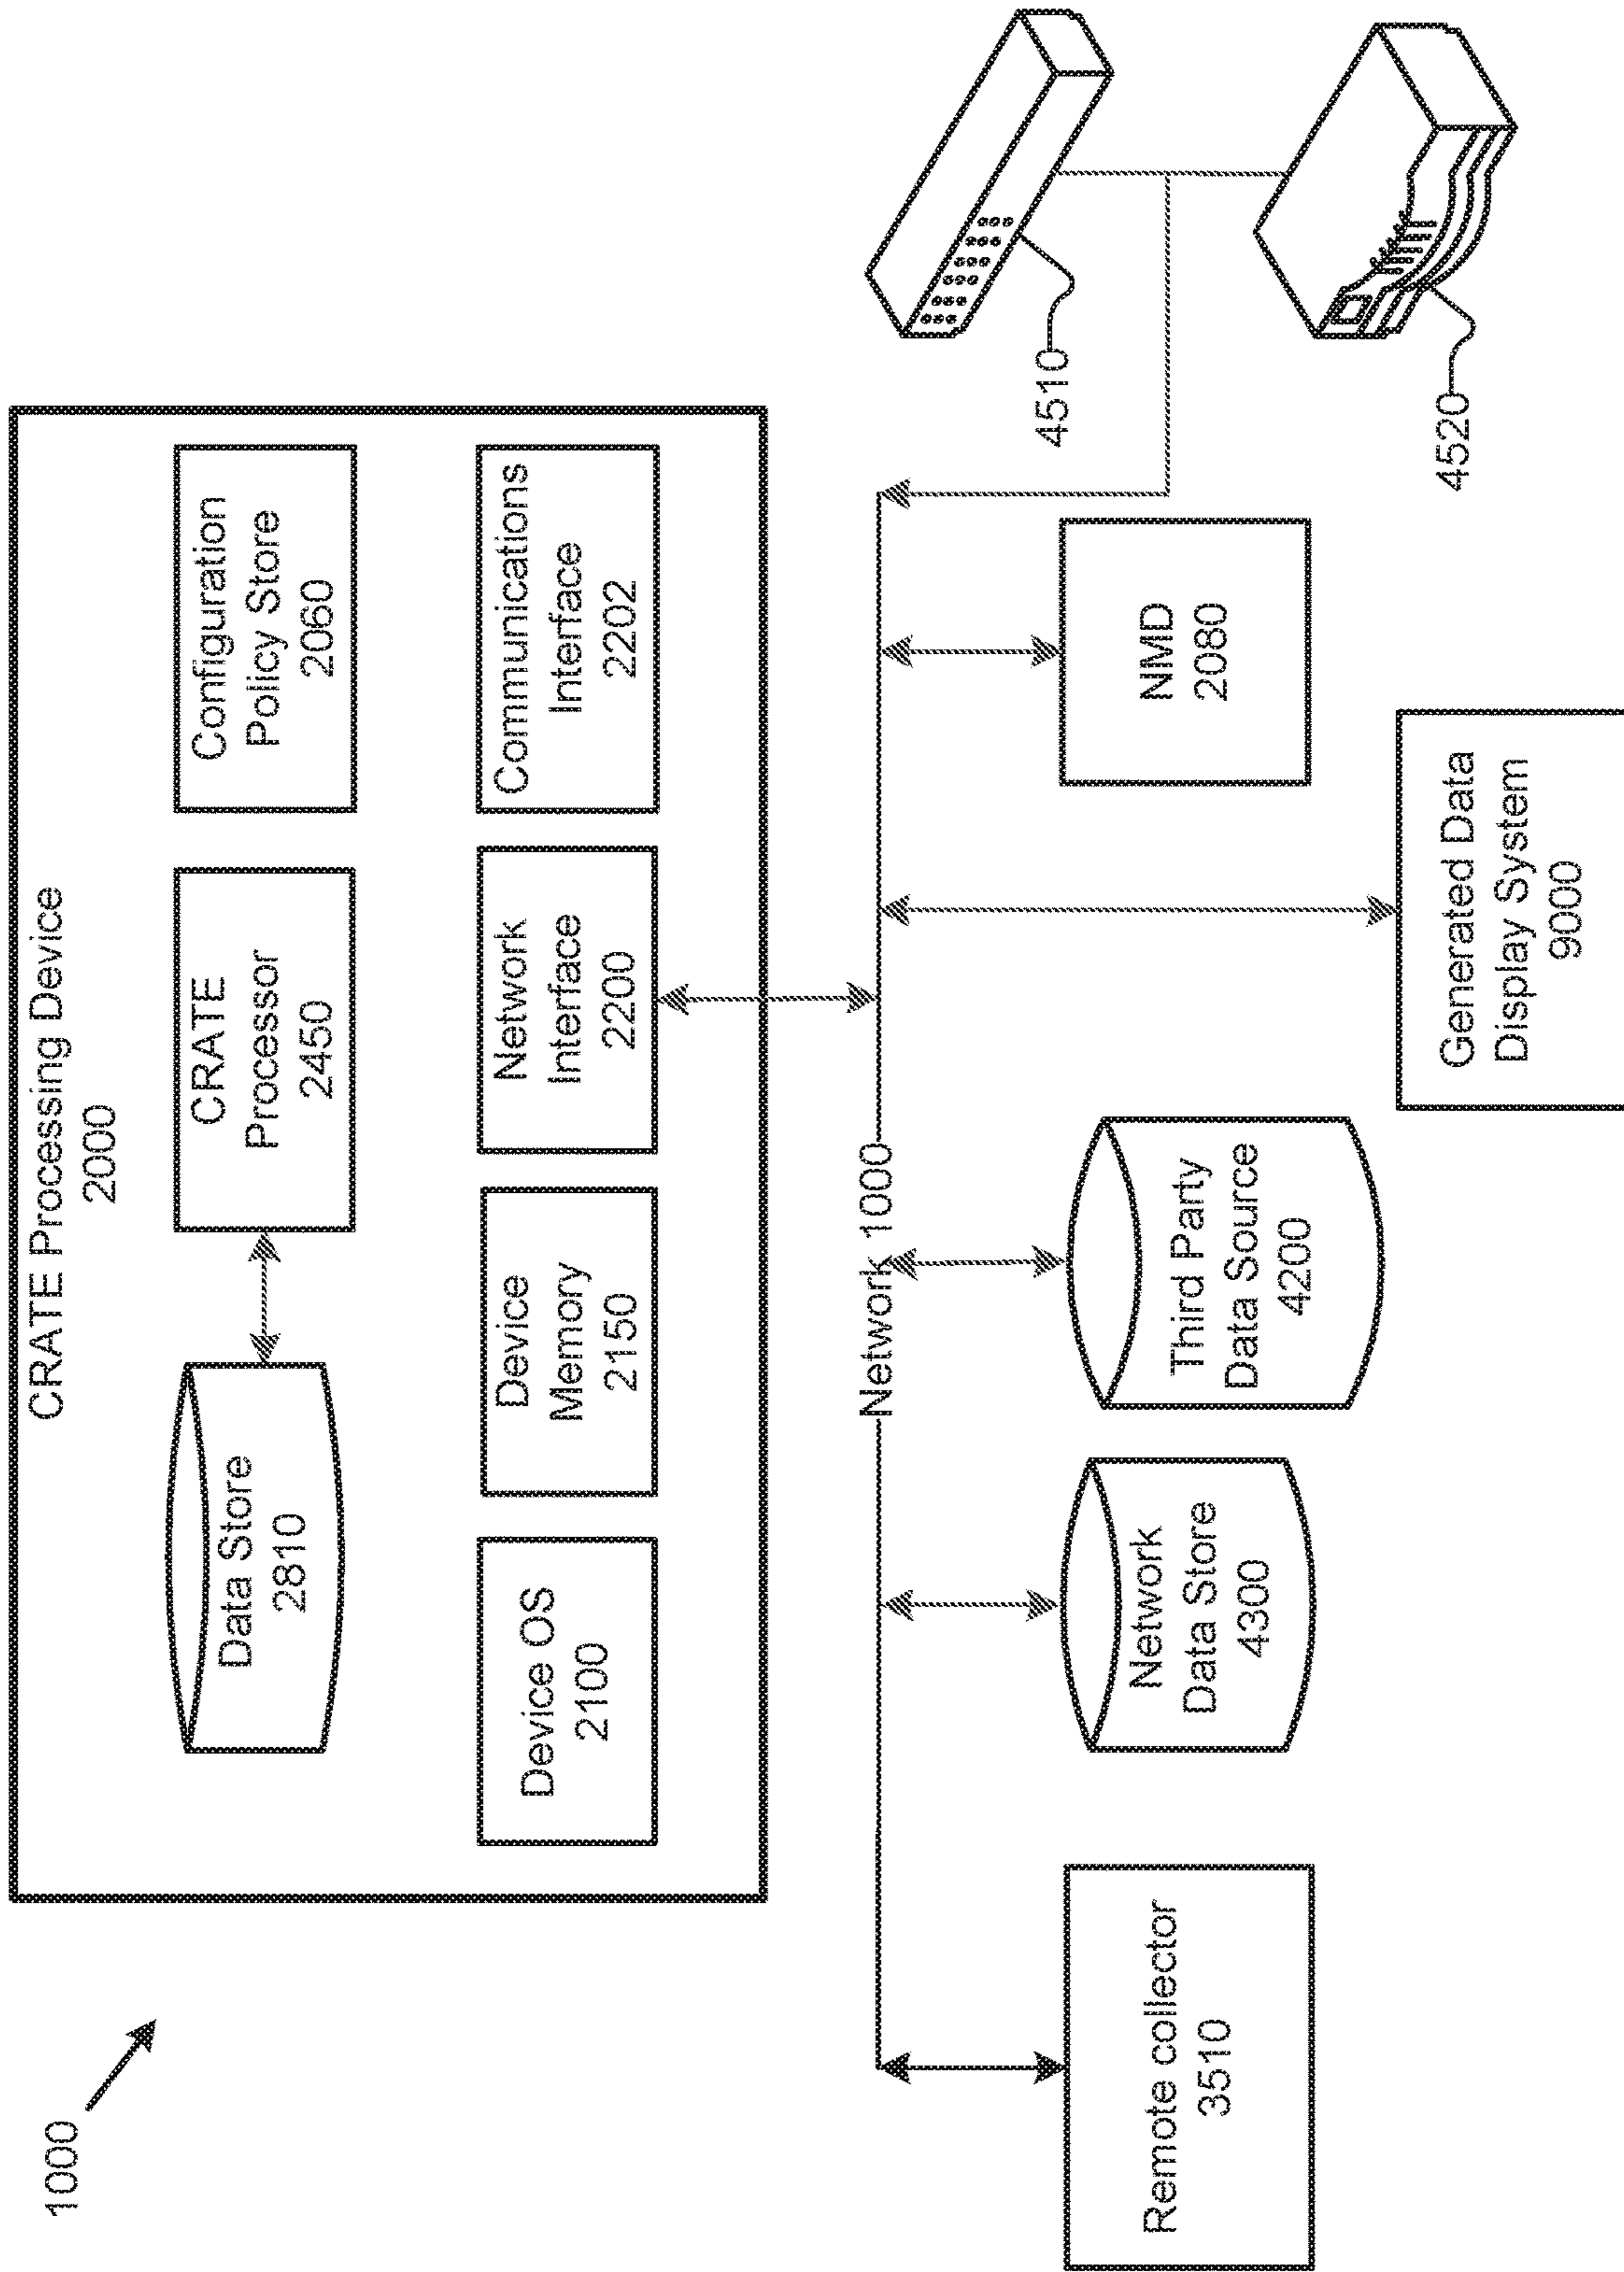 1000
CRATE Processing Device
2000
Data Store
2810
CRATE
Processor
2450
Configuration
Policy Store
2060
Device OS
2100
Device
Memory
2150
Network
Interface
2200
Communications
Interface
2202
Network 1000
Remote collector
3510
Network
Data Store
4300
Third Party
Data Source
4200
Generated Data
Display System
9000
NMD
2080
4510
4520